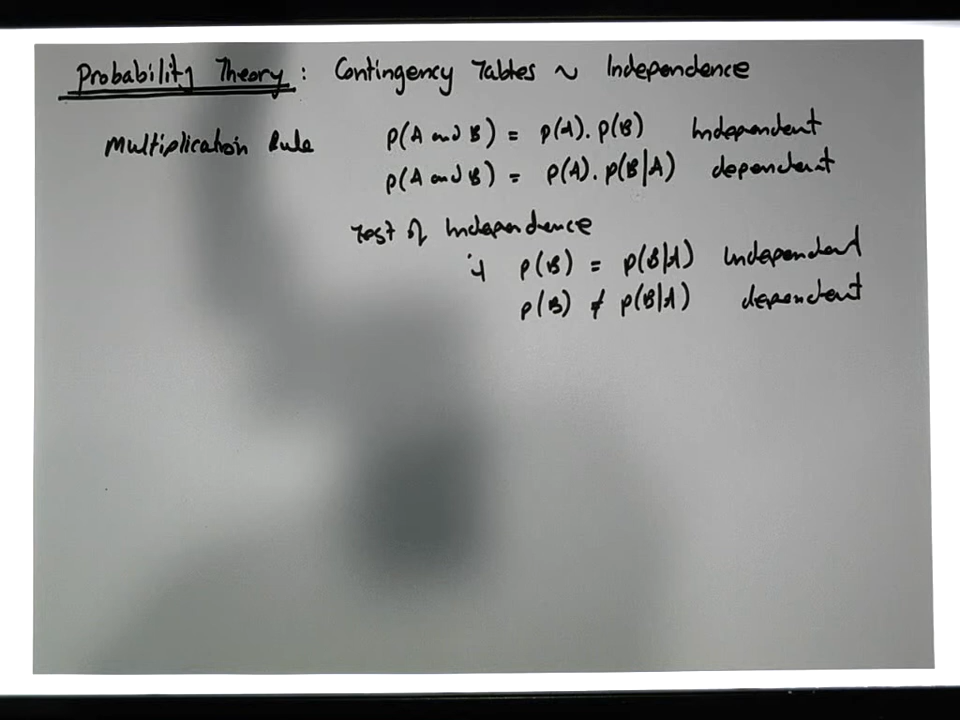 Probability Theory : Contingency Tables ~ Independence
Multiplication Rule P(A and B) = P(A). P(B) Independent
P(A and B) = P(A). P(B|A) dependent
Test of Independence
if P(B) = P(B|A) Independent
P(B) ≠ P(B|A) dependent